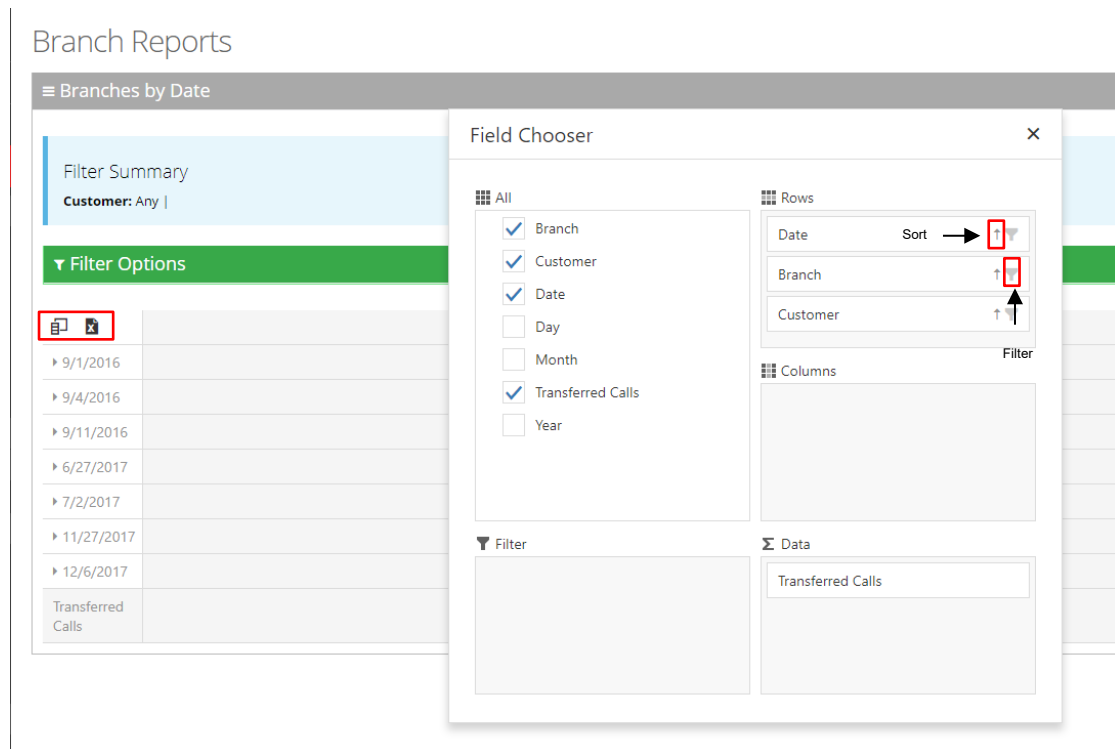 Branch Reports
Branches by Date
Filter Summary
Customer: Any |
Filter Options
9/1/2016
9/4/2016
9/11/2016
6/27/2017
7/2/2017
11/27/2017
12/6/2017
Transferred
Calls
Field Chooser
All
Branch
Customer
Date
Day
Month
Transferred Calls
Year
Rows
Date
Sort
Branch
Customer
Filter
Columns
Filter
Data
Transferred Calls